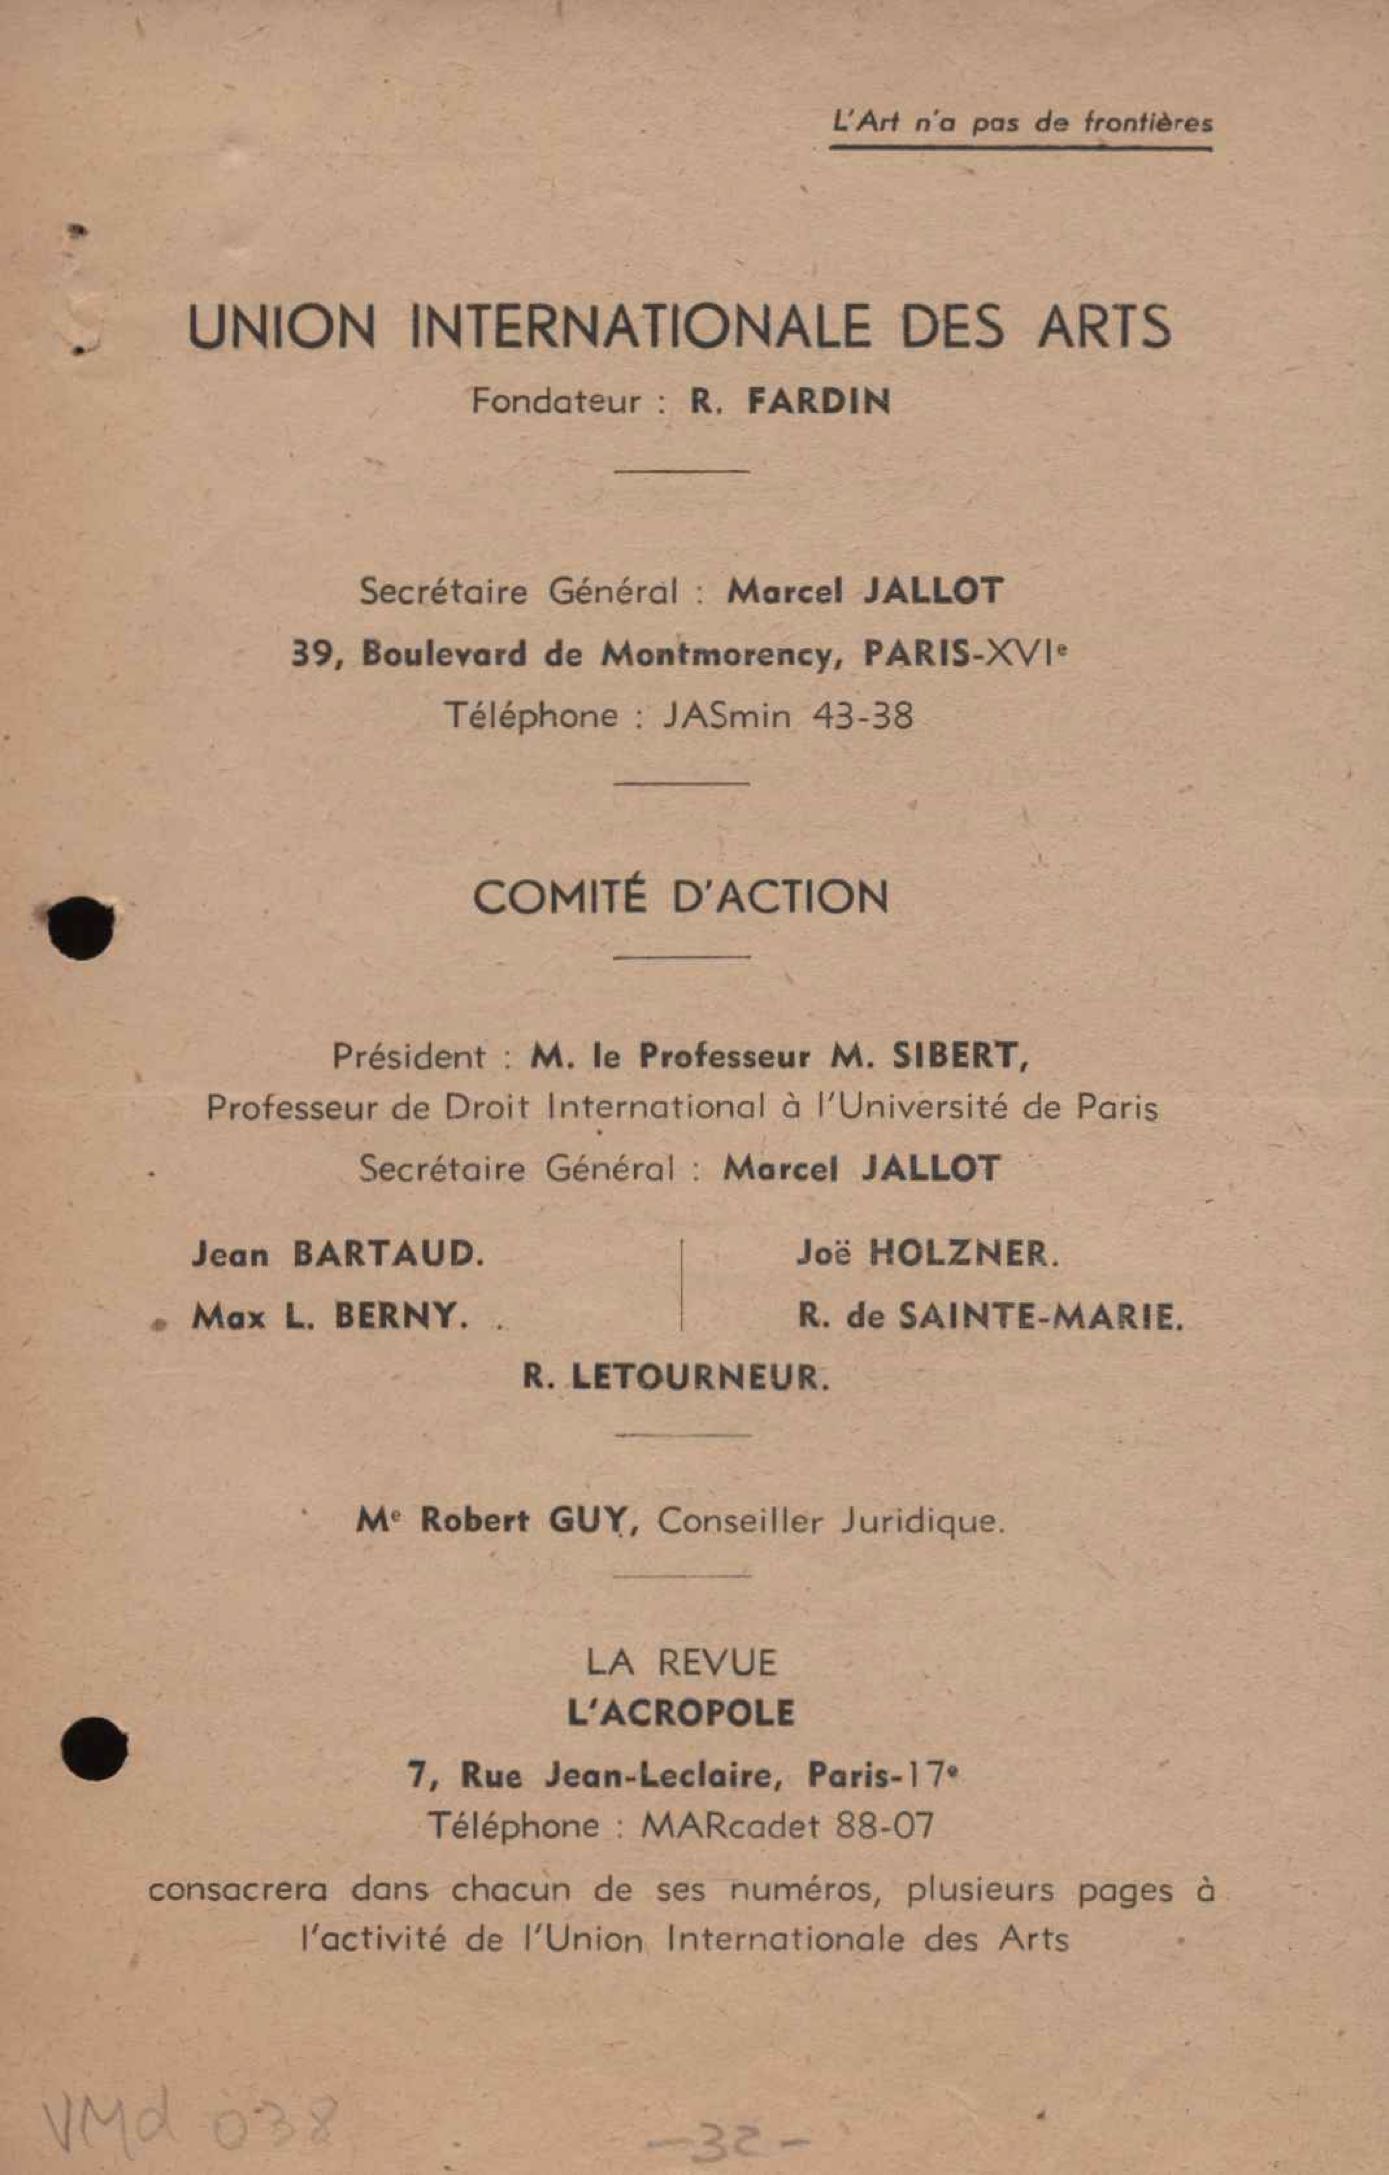 L'Art n'a pas de frontières
UNION INTERNATIONALE DES ARTS
Fondateur : R. FARDIN
Secrétaire Général : Marcel JALLOT
39, Boulevard de Montmorency, PARIS-XVIe
Téléphone : JASmin 43-38
COMITÉ D'ACTION
Président : M. le Professeur M. SIBERT,
Professeur de Droit International à l'Université de Paris
Secrétaire Général : Marcel JALLOT
Jean BARTAUD.
Max L. BERNY.
Joë HOLZNER.
R. de SAINTE-MARIE.
R. LETOURNEUR.
Me Robert GUY, Conseiller Juridique.
LA REVUE
L'ACROPOLE
7, Rue Jean-Leclaire, Paris-17e
Téléphone : MARcadet 88-07
consacrera dans chacun de ses numéros, plusieurs pages à
l'activité de l'Union Internationale des Arts
VMd 038
-32-